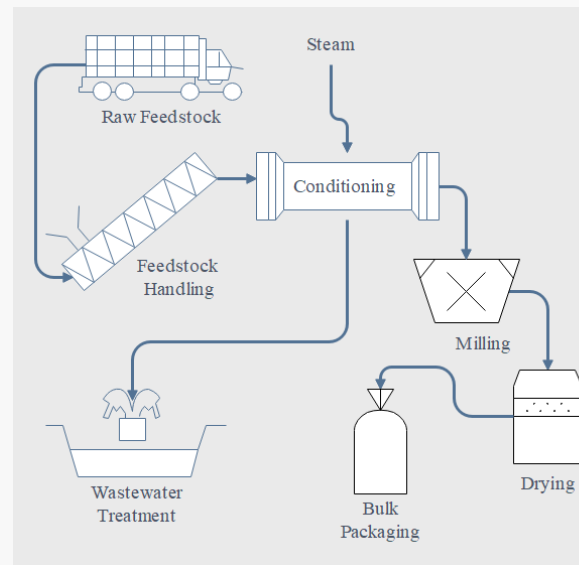 Steam
Raw Feedstock
Conditioning
Feedstock
Handling
Milling
Drying
Wastewater
Treatment
Bulk
Packaging